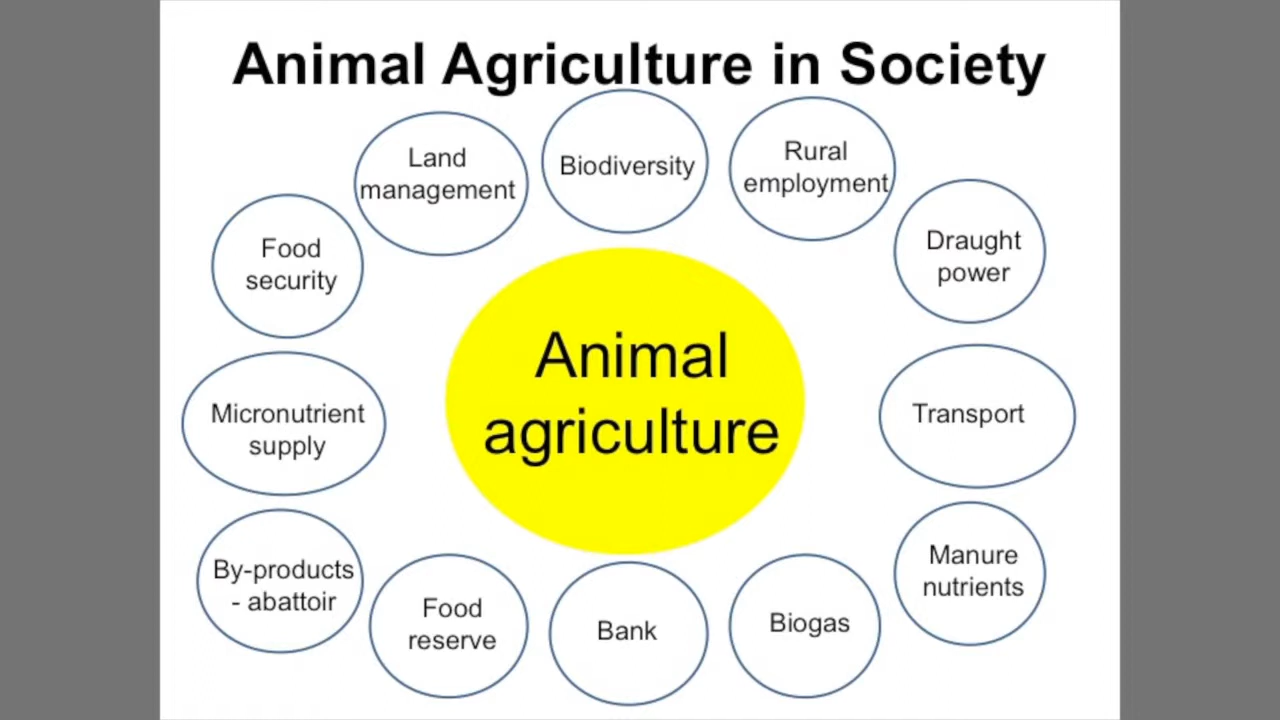 Animal Agriculture in Society
Land
management
Biodiversity
Rural
employment
Food
security
Draught
power
Animal
agriculture
Micronutrient
supply
Transport
By-products
- abattoir
Food
reserve
Bank
Biogas
Manure
nutrients